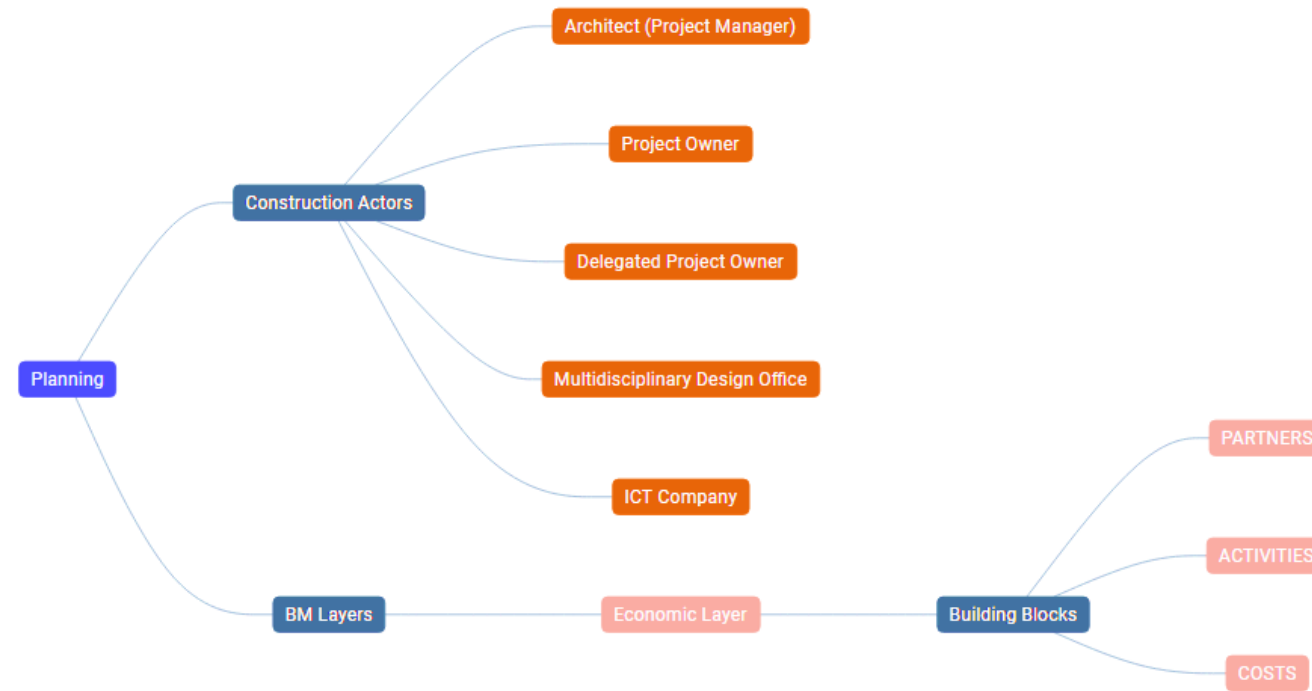 Architect (Project Manager)
Project Owner
Construction Actors
Delegated Project Owner
Planning
Multidisciplinary Design Office
PARTNERS
ICT Company
ACTIVITIES
BM Layers
Economic Layer
Building Blocks
COSTS